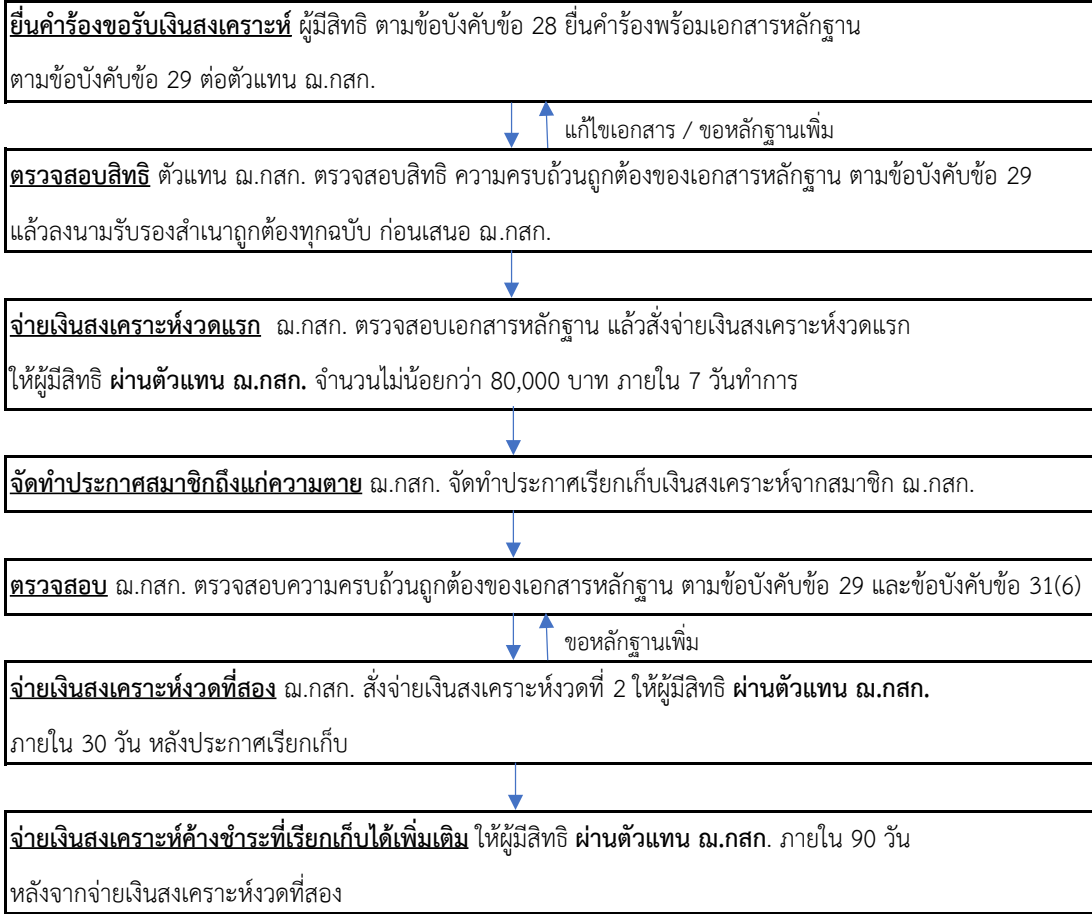 ยื่นคำร้องขอรับเงินสงเคราะห์ ผู้มีสิทธิ ตามข้อบังคับข้อ 28 ยื่นคำร้องพร้อมเอกสารหลักฐาน
ตามข้อบังคับข้อ 29 ต่อตัวแทน ฌ.กสก.
แก้ไขเอกสาร / ขอหลักฐานเพิ่ม
ตรวจสอบสิทธิ ตัวแทน ฌ.กสก. ตรวจสอบสิทธิ ความครบถ้วนถูกต้องของเอกสารหลักฐาน ตามข้อบังคับข้อ 29
แล้วลงนามรับรองสำเนาถูกต้องทุกฉบับ ก่อนเสนอ ฌ.กสก.
จ่ายเงินสงเคราะห์งวดแรก ฌ.กสก. ตรวจสอบเอกสารหลักฐาน แล้วสั่งจ่ายเงินสงเคราะห์งวดแรก
ให้ผู้มีสิทธิ ผ่านตัวแทน ฌ.กสก. จำนวนไม่น้อยกว่า 80,000 บาท ภายใน 7 วันทำการ
จัดทำประกาศสมาชิกถึงแก่ความตาย ฌ.กสก. จัดทำประกาศเรียกเก็บเงินสงเคราะห์จากสมาชิก ฌ.กสก.
ตรวจสอบ ฌ.กสก. ตรวจสอบความครบถ้วนถูกต้องของเอกสารหลักฐาน ตามข้อบังคับข้อ 29 และข้อบังคับข้อ 31(6)
ขอหลักฐานเพิ่ม
จ่ายเงินสงเคราะห์งวดที่สอง ฌ.กสก. สั่งจ่ายเงินสงเคราะห์งวดที่ 2 ให้ผู้มีสิทธิ ผ่านตัวแทน ฌ.กสก.
ภายใน 30 วัน หลังประกาศเรียกเก็บ
จ่ายเงินสงเคราะห์ค้างชำระที่เรียกเก็บได้เพิ่มเติม ให้ผู้มีสิทธิ ผ่านตัวแทน ฌ.กสก. ภายใน 90 วัน
หลังจากจ่ายเงินสงเคราะห์งวดที่สอง